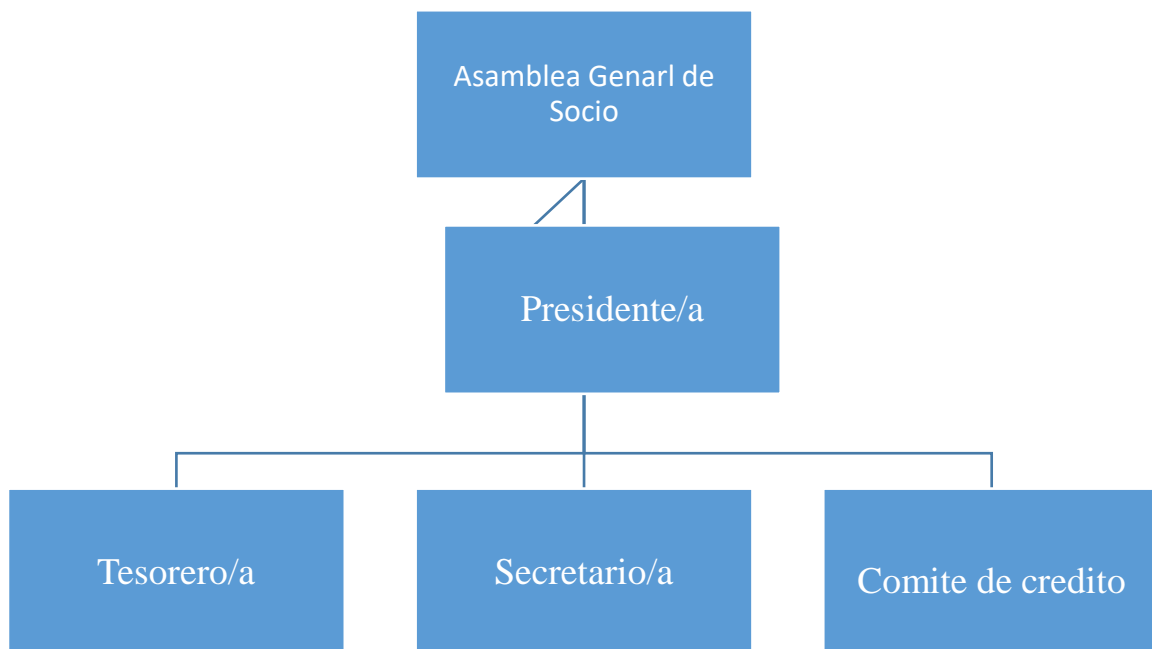 Asamblea Genarl de
Socio
Presidente/a
Tesorero/a
Secretario/a
Comite de credito